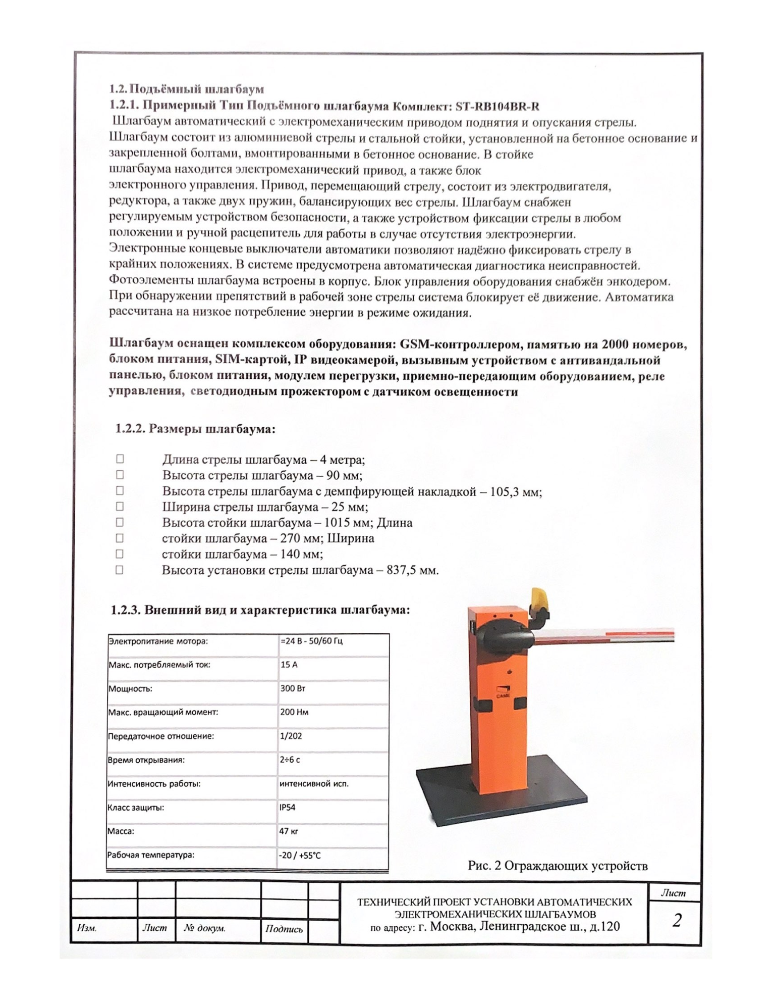 1.2. Подъёмный шлагбаум
1.2.1. Примерный Тип Подъёмного шлагбаума Комплект: ST-RB104BR-R
Шлагбаум автоматический с электромеханическим приводом поднятия и опускания стрелы.
Шлагбаум состоит из алюминиевой стрелы и стальной стойки, установленной на бетонное основание и
закрепленной болтами, вмонтированными в бетонное основание. В стойке
шлагбаума находится электромеханический привод, а также блок
электронного управления. Привод, перемещающий стрелу, состоит из электродвигателя,
редуктора, а также двух пружин, балансирующих вес стрелы. Шлагбаум снабжен
регулируемым устройством безопасности, а также устройством фиксации стрелы в любом
положении и ручной расцепитель для работы в случае отсутствия электроэнергии.
Электронные концевые выключатели автоматики позволяют надёжно фиксировать стрелу в
крайних положениях. В системе предусмотрена автоматическая диагностика неисправностей.
Фотоэлементы шлагбаума встроены в корпус. Блок управления оборудования снабжён энкодером.
При обнаружении препятствий в рабочей зоне стрелы система блокирует её движение. Автоматика
рассчитана на низкое потребление энергии в режиме ожидания.
Шлагбаум оснащен комплексом оборудования: GSM-контроллером, памятью на 2000 номеров,
блоком питания, SIM-картой, IP видеокамерой, вызывным устройством с антивандальной
панелью, блоком питания, модулем перегрузки, приемно-передающим оборудованием, реле
управления, светодиодным прожектором с датчиком освещенности
1.2.2. Размеры шлагбаума:
Длина стрелы шлагбаума – 4 метра;
Высота стрелы шлагбаума – 90 мм;
Высота стрелы шлагбаума с демпфирующей накладкой – 105,3 мм;
Ширина стрелы шлагбаума – 25 мм;
Высота стойки шлагбаума – 1015 мм; Длина
стойки шлагбаума – 270 мм; Ширина
стойки шлагбаума – 140 мм;
Высота установки стрелы шлагбаума – 837,5 мм.
1.2.3. Внешний вид и характеристика шлагбаума:
Электропитание мотора: =24 В - 50/60 Гц
Макс. потребляемый ток: 15 А
Мощность: 300 Вт
Макс. вращающий момент: 200 Нм
Передаточное отношение: 1/202
Время открывания: 2÷6 с
Интенсивность работы: интенсивной исп.
Класс защиты: IP54
Масса: 47 кг
Рабочая температура: -20 / +55°C
CAME
Рис. 2 Ограждающих устройств
Изм. Лист № докум. Подпись
ТЕХНИЧЕСКИЙ ПРОЕКТ УСТАНОВКИ АВТОМАТИЧЕСКИХ
ЭЛЕКТРОМЕХАНИЧЕСКИХ ШЛАГБАУМОВ
по адресу: г. Москва, Ленинградское ш., д.120
Лист
2